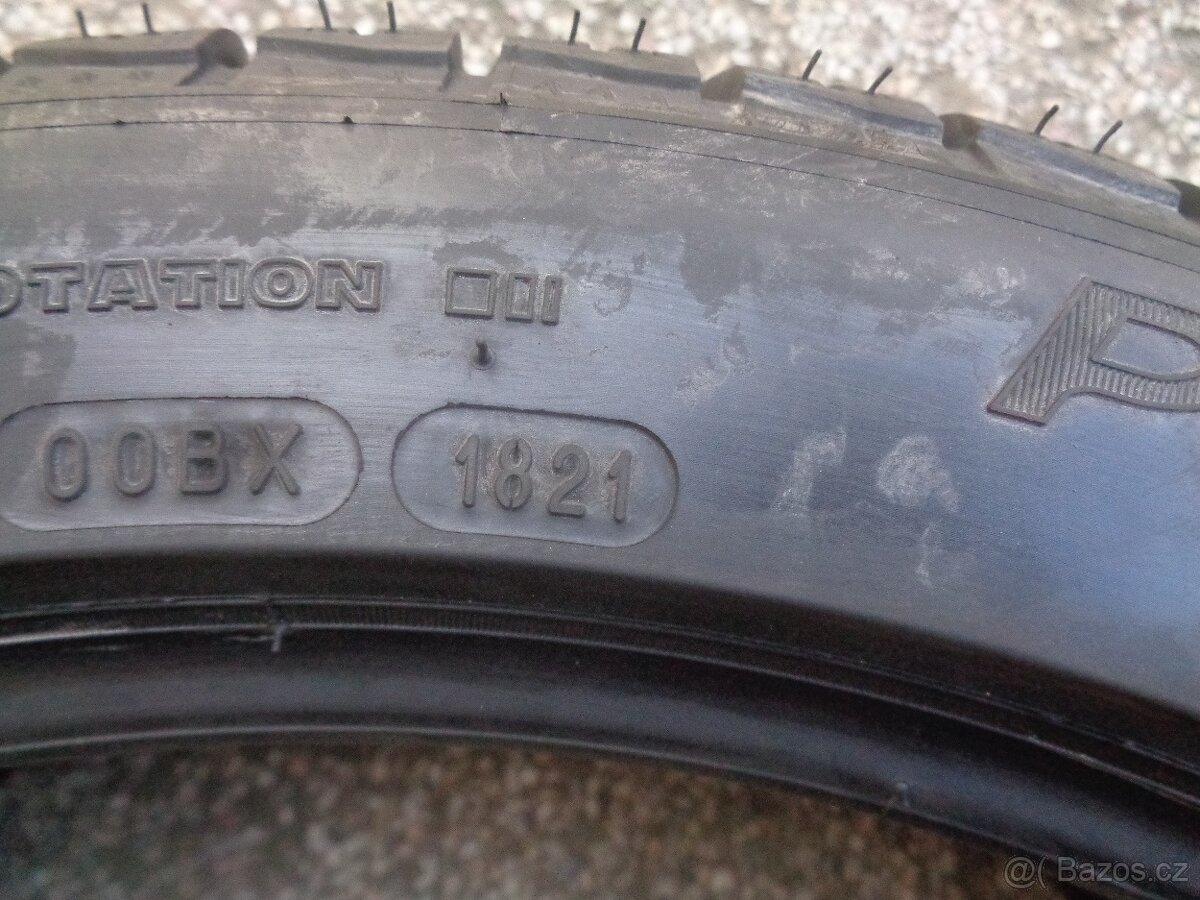 OTATION
P
00BX 1821
@( Bazos.cz